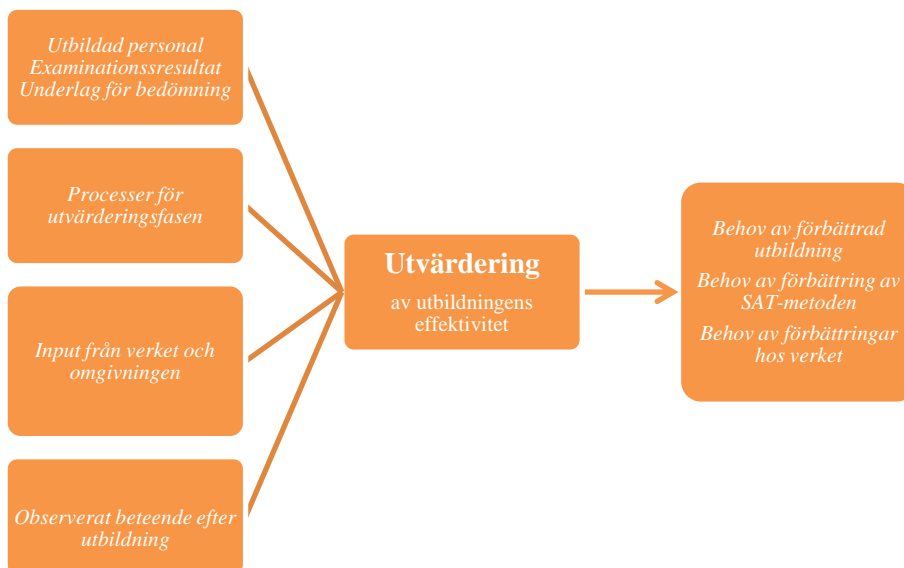 Utbildad personal
Examinationssresultat
Underlag för bedömning
Processer för
utvärderingsfasen
Input från verket och
omgivningen
Observerat beteende efter
utbildning
Utvärdering
av utbildningens
effektivitet
Behov av förbättrad
utbildning
Behov av förbättring av
SAT-metoden
Behov av förbättringar
hos verket